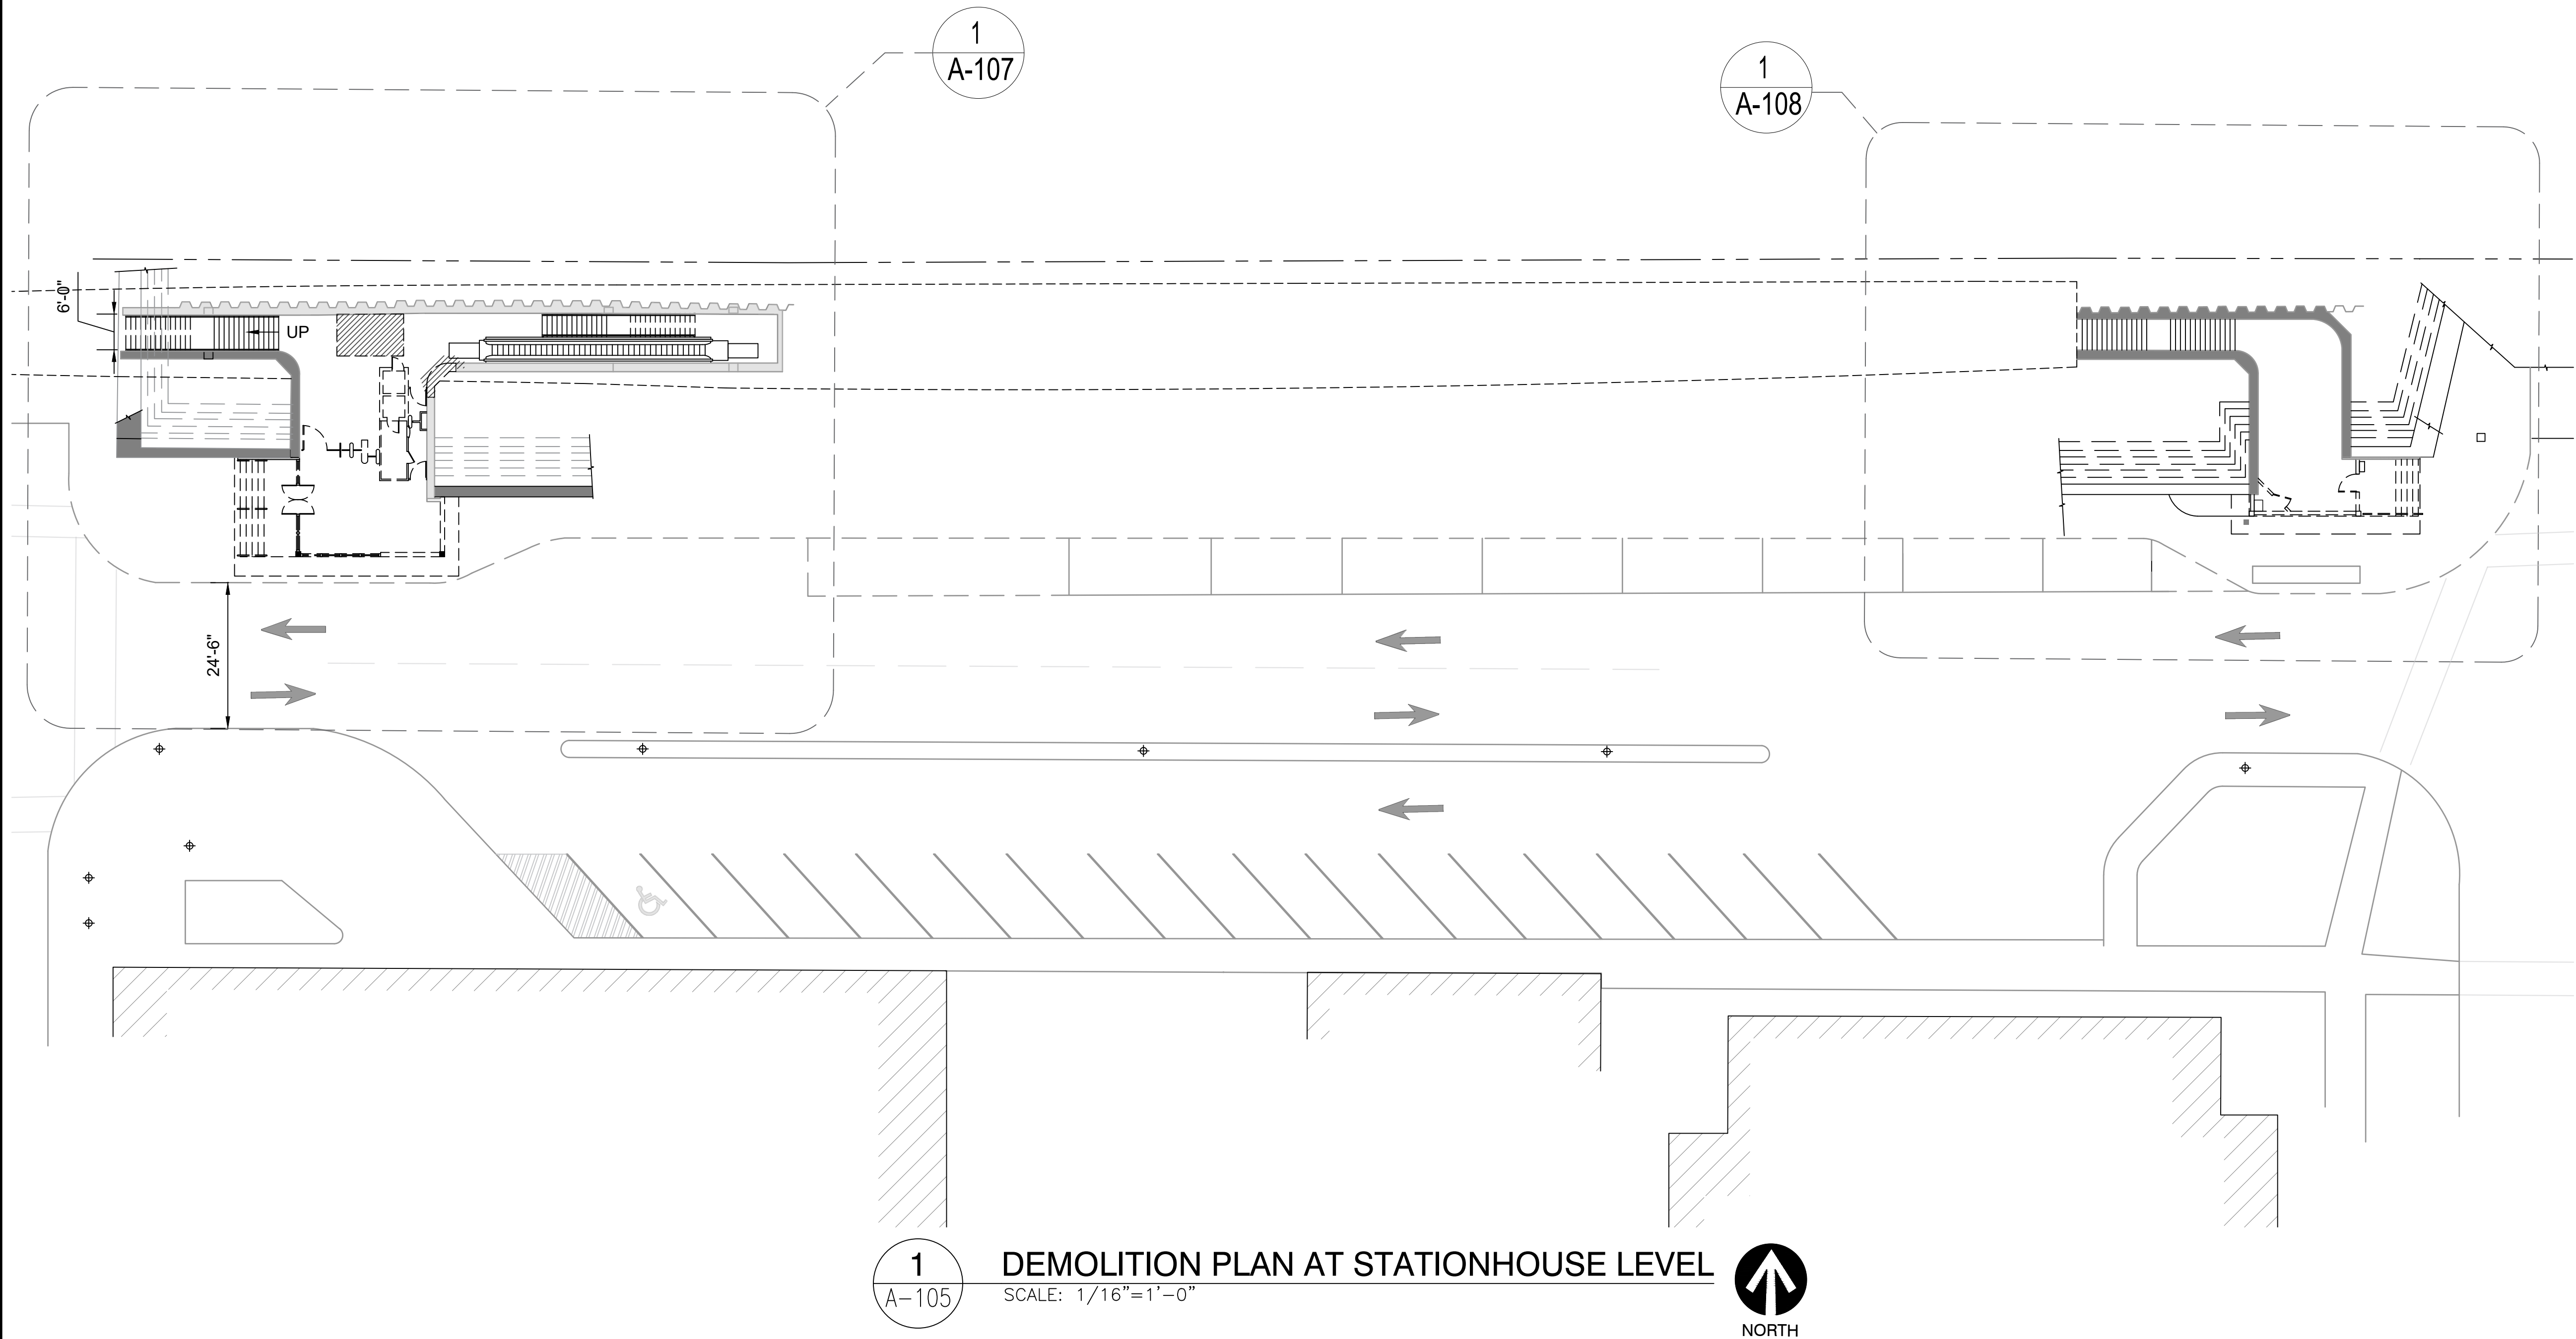 1
A-107
1
A-108
6'-0"
UP
24'-6"
1
A-105
DEMOLITION PLAN AT STATIONHOUSE LEVEL
SCALE: 1/16"=1'-0"
NORTH